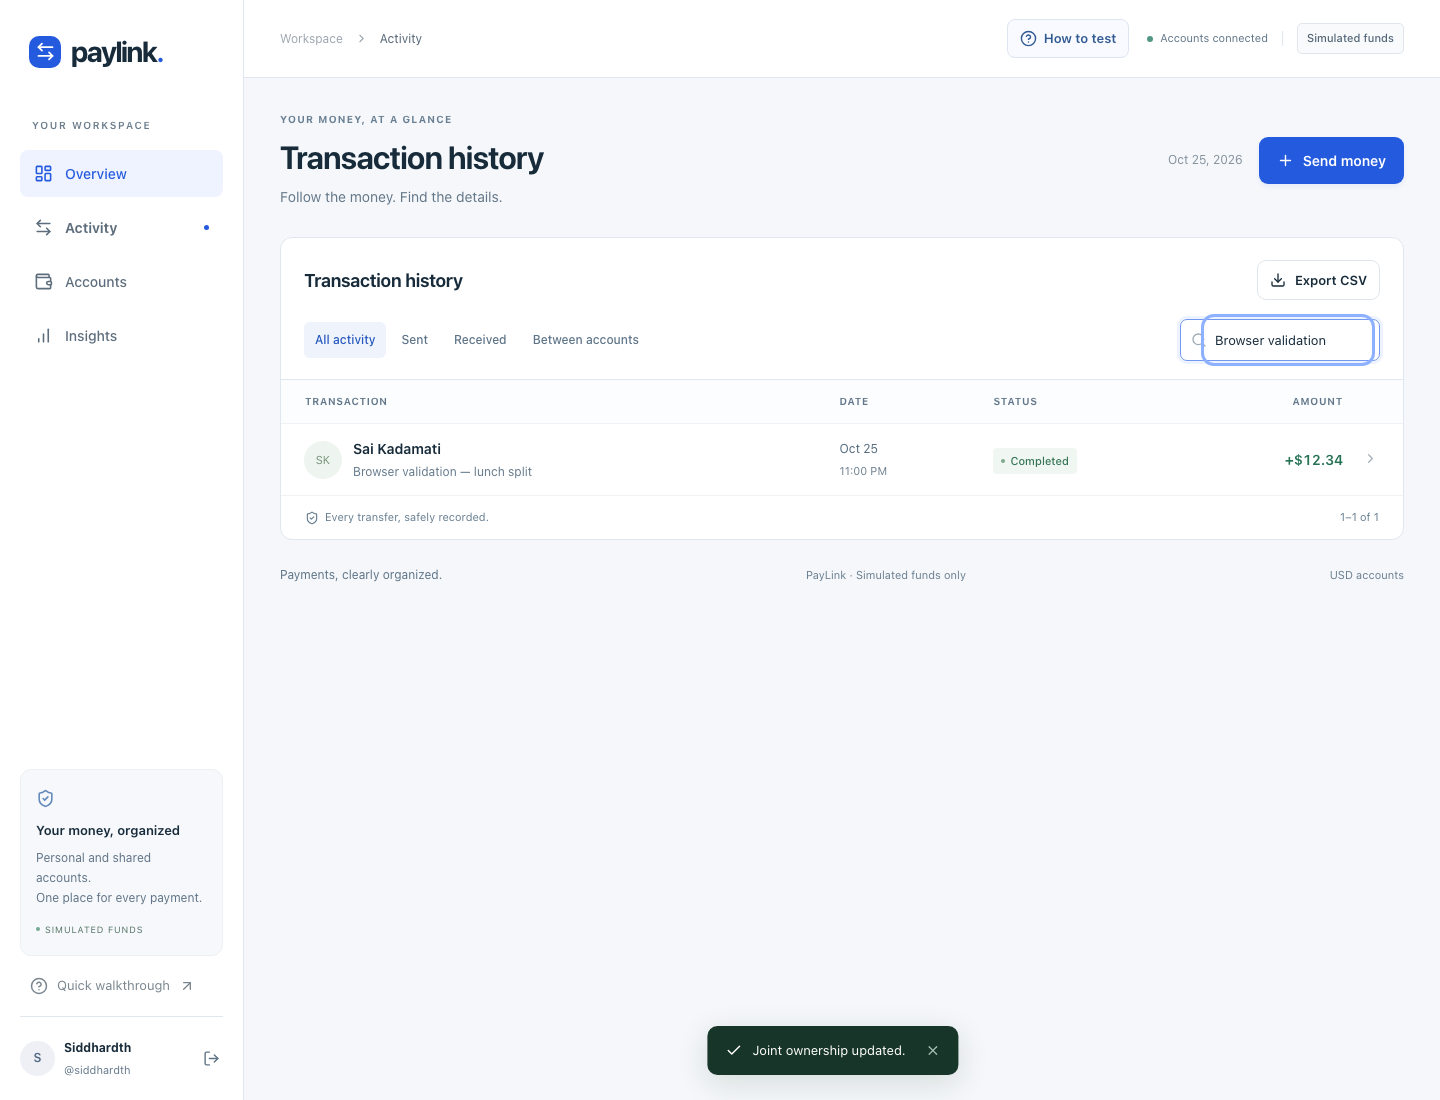 paylink.
YOUR WORKSPACE
Overview
Activity
Accounts
Insights
Your money, organized
Personal and shared
accounts.
One place for every payment.
SIMULATED FUNDS
Quick walkthrough
S
Siddhardth
@siddhardth
Workspace
Activity
How to test
Accounts connected
Simulated funds
YOUR MONEY, AT A GLANCE
Transaction history
Follow the money. Find the details.
Oct 25, 2026
Send money
Transaction history
Export CSV
All activity
Sent
Received
Between accounts
Browser validation
TRANSACTION
DATE
STATUS
AMOUNT
SK
Sai Kadamati
Browser validation — lunch split
Oct 25
11:00 PM
Completed
+$12.34
Every transfer, safely recorded.
1–1 of 1
Payments, clearly organized.
PayLink · Simulated funds only
USD accounts
Joint ownership updated.